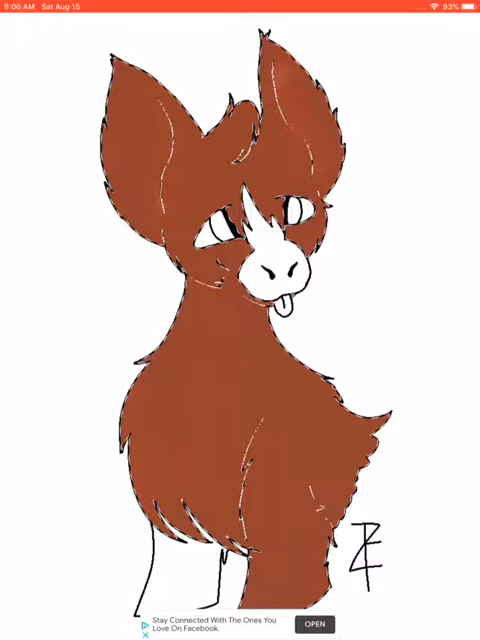 9:06 AM Sat Aug 15
93%
Stay Connected With The Ones You
Love On Facebook.
OPEN